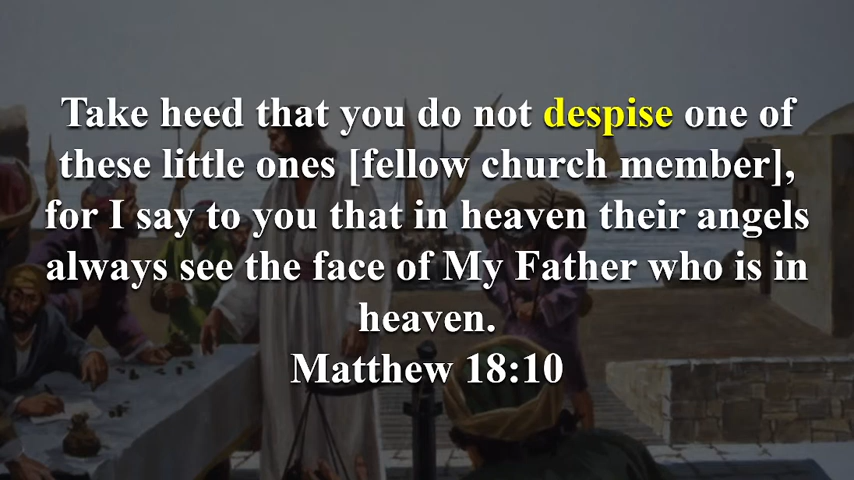 Take heed that you do not despise one of
these little ones [fellow church member],
for I say to you that in heaven their angels
always see the face of My Father who is in
heaven.
Matthew 18:10